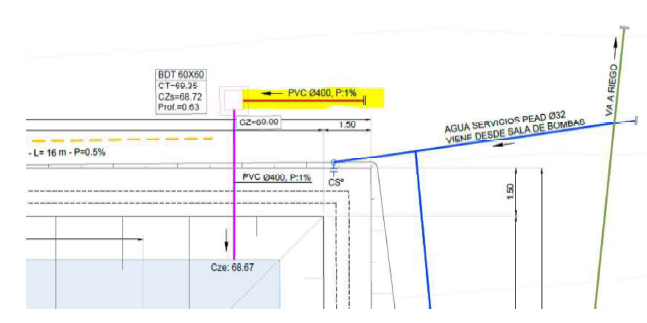 BDT 60X60
CT=69.35
CZs=68.72
Prof.=0.63
PVC Ø400, P:1%
CZ=69.00
1.50
- L= 16 m - P=0.5%
VA A RIEGO
AGUA SERVICIOS PEAD Ø32
VIENE DESDE SALA DE BOMBAS
PVC Ø400, P:1%
CSº
1.50
Cze: 68.67